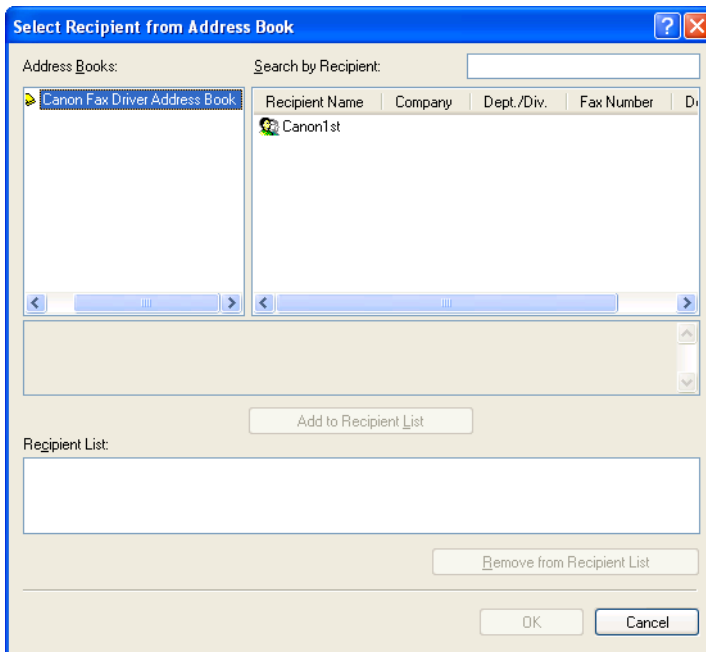 Select Recipient from Address Book
Address Books:
Search by Recipient:
Canon Fax Driver Address Book
Recipient Name Company Dept./Div. Fax Number
Canon1st
Add to Recipient List
Recipient List:
Remove from Recipient List
OK Cancel